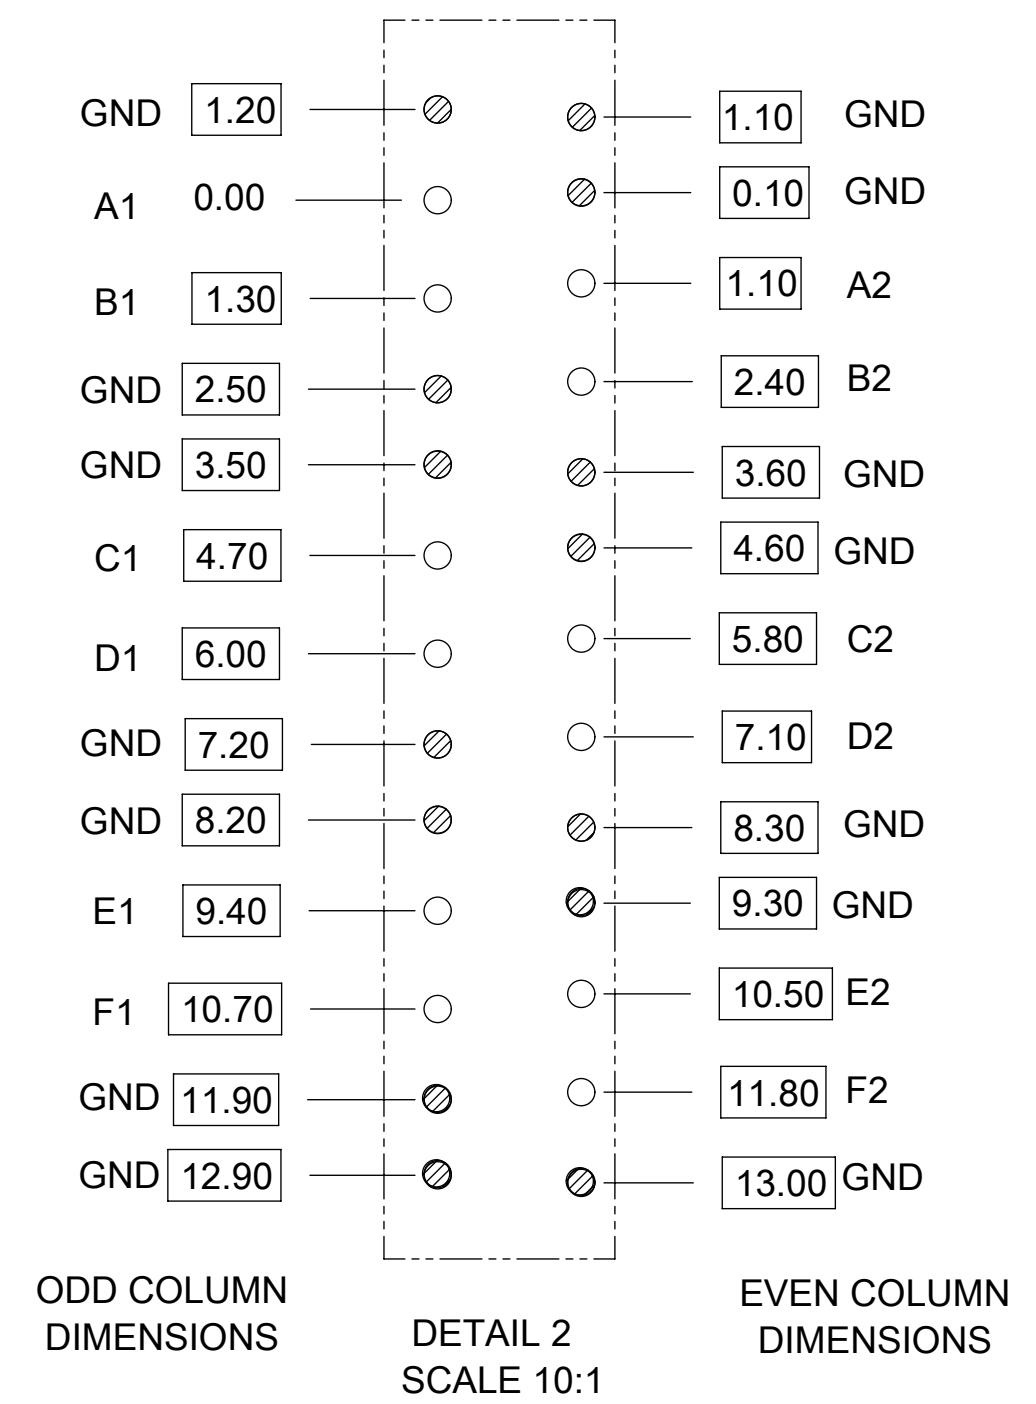 GND 1.20 1.10 GND
A1 0.00 0.10 GND
B1 1.30 1.10 A2
GND 2.50 2.40 B2
GND 3.50 3.60 GND
C1 4.70 4.60 GND
D1 6.00 5.80 C2
GND 7.20 7.10 D2
GND 8.20 8.30 GND
E1 9.40 9.30 GND
F1 10.70 10.50 E2
GND 11.90 11.80 F2
GND 12.90 13.00 GND
ODD COLUMN
DIMENSIONS
DETAIL 2
SCALE 10:1
EVEN COLUMN
DIMENSIONS